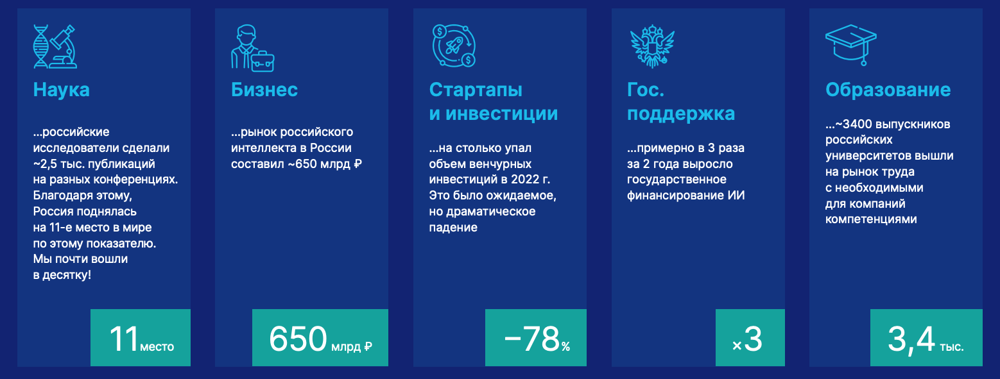 Наука
...российские
исследователи сделали
~2,5 тыс. публикаций
на разных конференциях.
Благодаря этому,
Россия поднялась
на 11-е место в мире
по этому показателю.
Мы почти вошли
в десятку!
11 место
Бизнес
...рынок российского
интеллекта в России
составил ~650 млрд ₽
650 млрд ₽
Стартапы
и инвестиции
...на столько упал
объем венчурных
инвестиций в 2022 г.
Это было ожидаемое,
но драматическое
падение
−78%
Гос.
поддержка
...примерно в 3 раза
за 2 года выросло
государственное
финансирование ИИ
×3
Образование
...~3400 выпускников
российских
университетов вышли
на рынок труда
с необходимыми
для компаний
компетенциями
3,4 тыс.